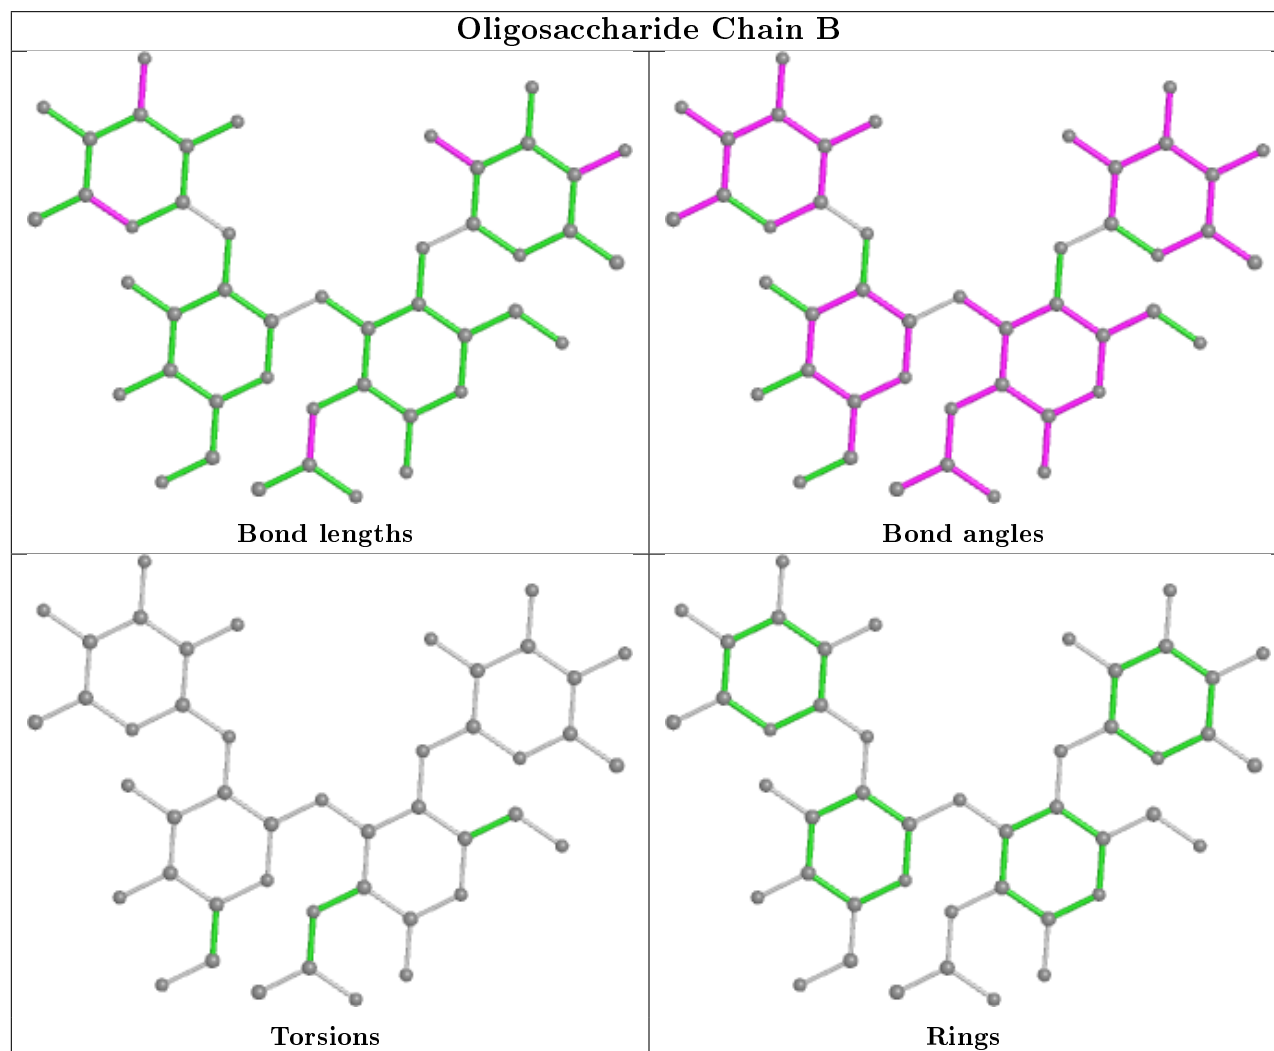 Oligosaccharide Chain B
Bond lengths
Bond angles
Torsions
Rings